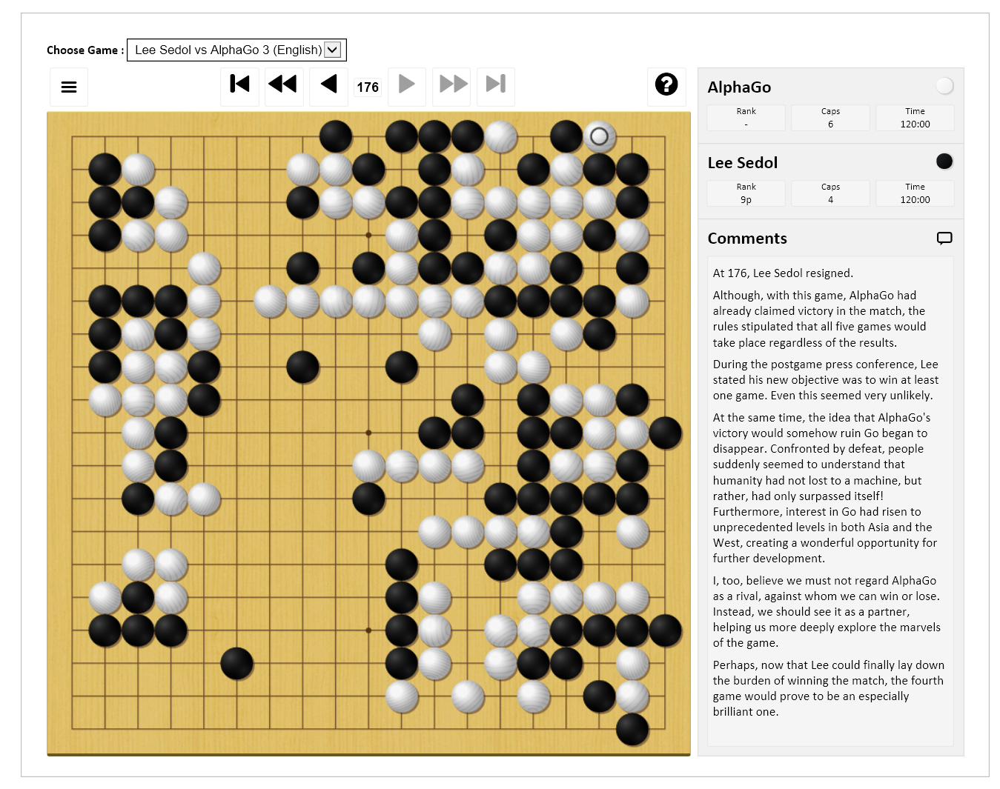 Choose Game : Lee Sedol vs AlphaGo 3 (English)
176
AlphaGo
Rank Caps Time
- 6 120:00
Lee Sedol
Rank Caps Time
9p 4 120:00
Comments
At 176, Lee Sedol resigned.
Although, with this game, AlphaGo had
already claimed victory in the match, the
rules stipulated that all five games would
take place regardless of the results.
During the postgame press conference, Lee
stated his new objective was to win at least
one game. Even this seemed very unlikely.
At the same time, the idea that AlphaGo's
victory would somehow ruin Go began to
disappear. Confronted by defeat, people
suddenly seemed to understand that
humanity had not lost to a machine, but
rather, had only surpassed itself!
Furthermore, interest in Go had risen to
unprecedented levels in both Asia and the
West, creating a wonderful opportunity for
further development.
I, too, believe we must not regard AlphaGo
as a rival, against whom we can win or lose.
Instead, we should see it as a partner,
helping us more deeply explore the marvels
of the game.
Perhaps, now that Lee could finally lay down
the burden of winning the match, the fourth
game would prove to be an especially
brilliant one.